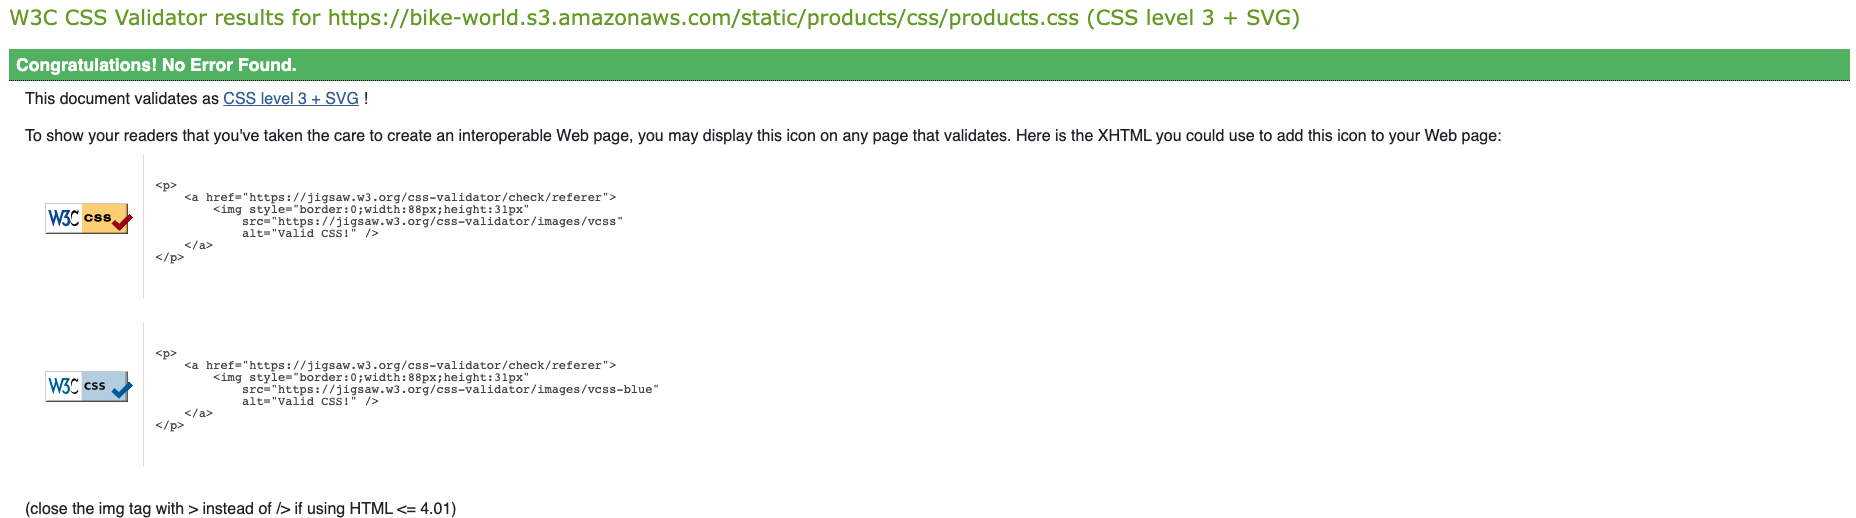 W3C CSS Validator results for https://bike-world.s3.amazonaws.com/static/products/css/products.css (CSS level 3 + SVG)
Congratulations! No Error Found.
This document validates as CSS level 3 + SVG !
To show your readers that you've taken the care to create an interoperable Web page, you may display this icon on any page that validates. Here is the XHTML you could use to add this icon to your Web page:
W3C css
<p>
    <a href="https://jigsaw.w3.org/css-validator/check/referer">
        <img style="border:0;width:88px;height:31px"
            src="https://jigsaw.w3.org/css-validator/images/vcss"
            alt="Valid CSS!" />
    </a>
</p>
W3C css
<p>
    <a href="https://jigsaw.w3.org/css-validator/check/referer">
        <img style="border:0;width:88px;height:31px"
            src="https://jigsaw.w3.org/css-validator/images/vcss-blue"
            alt="Valid CSS!" />
    </a>
</p>
(close the img tag with > instead of /> if using HTML <= 4.01)